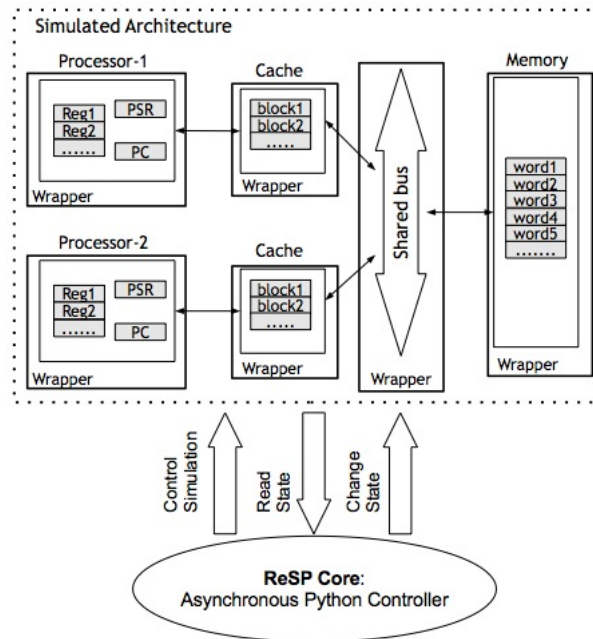 Simulated Architecture
Processor-1
Cache
Memory
Reg1
Reg2
......
PSR
PC
Wrapper
block1
block2
.....
Wrapper
Shared bus
Wrapper
word1
word2
word3
word4
word5
.......
Wrapper
Processor-2
Cache
Reg1
Reg2
......
PSR
PC
Wrapper
block1
block2
.....
Wrapper
Control
Simulation
Read
State
Change
State
ReSP Core:
Asynchronous Python Controller